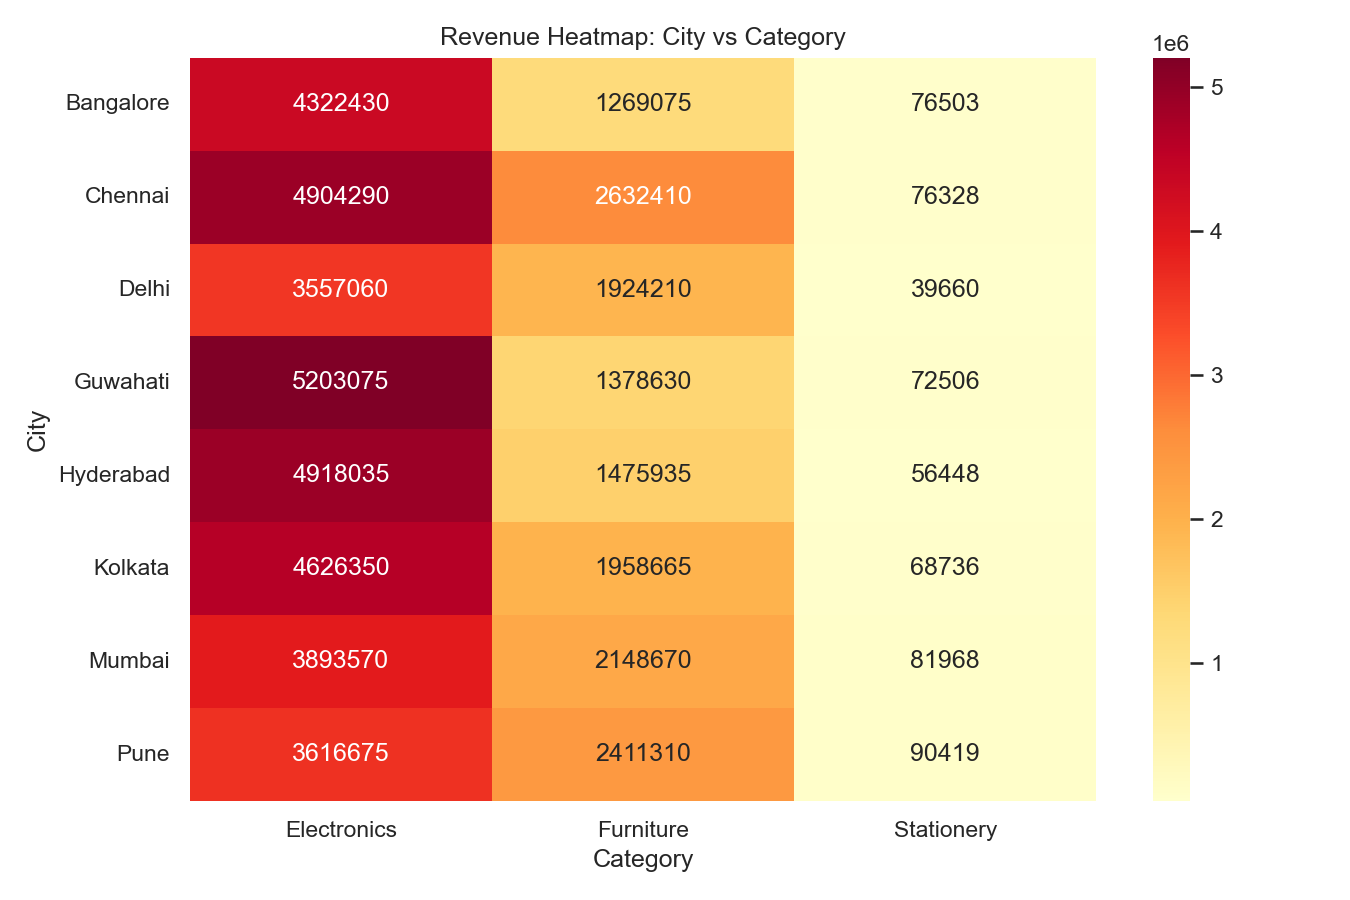 Revenue Heatmap: City vs Category
1e6
Bangalore 4322430 1269075 76503
5
Chennai 4904290 2632410 76328
4
Delhi 3557060 1924210 39660
Guwahati 5203075 1378630 72506
3
City
Hyderabad 4918035 1475935 56448
2
Kolkata 4626350 1958665 68736
Mumbai 3893570 2148670 81968
1
Pune 3616675 2411310 90419
Electronics Furniture Stationery
Category